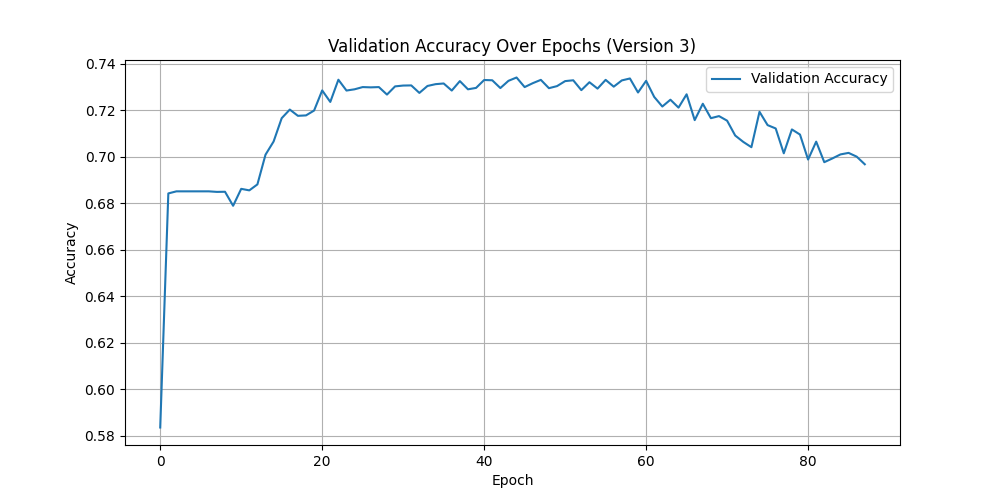 Validation Accuracy Over Epochs (Version 3)
Validation Accuracy
0.74
0.72
0.70
0.68
0.66
0.64
0.62
0.60
0.58
Accuracy
0 20 40 60 80
Epoch